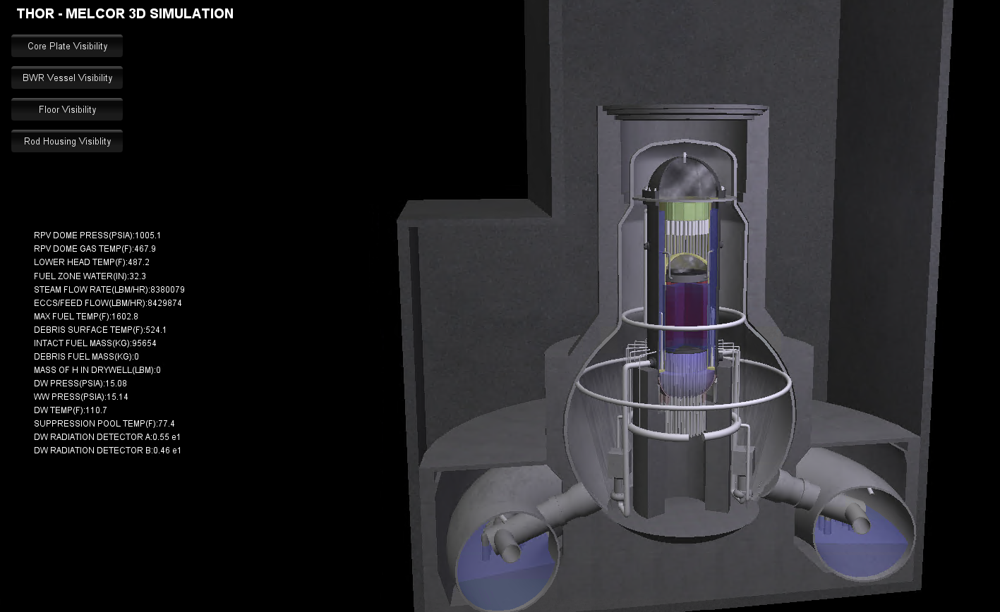 THOR - MELCOR 3D SIMULATION
Core Plate Visibility
BWR Vessel Visibility
Floor Visibility
Rod Housing Visiblity
RPV DOME PRESS(PSIA):1005.1
RPV DOME GAS TEMP(F):467.9
LOWER HEAD TEMP(F):487.2
FUEL ZONE WATER(IN):32.3
STEAM FLOW RATE(LBM/HR):8380079
ECCS/FEED FLOW(LBM/HR):8429874
MAX FUEL TEMP(F):1602.8
DEBRIS SURFACE TEMP(F):524.1
INTACT FUEL MASS(KG):95654
DEBRIS FUEL MASS(KG):0
MASS OF H IN DRYWELL(LBM):0
DW PRESS(PSIA):15.08
WW PRESS(PSIA):15.14
DW TEMP(F):110.7
SUPPRESSION POOL TEMP(F):77.4
DW RADIATION DETECTOR A:0.55 e1
DW RADIATION DETECTOR B:0.46 e1